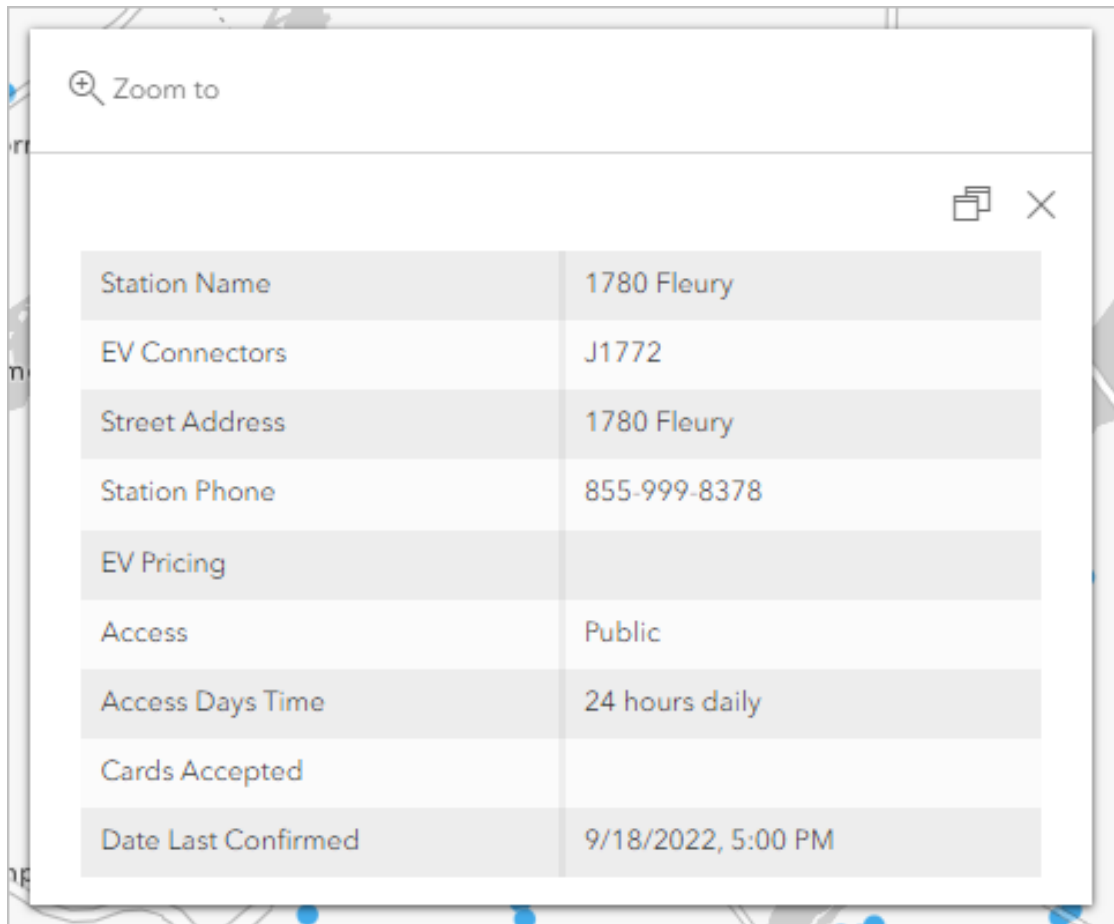 Zoom to
Station Name 1780 Fleury
EV Connectors J1772
Street Address 1780 Fleury
Station Phone 855-999-8378
EV Pricing
Access Public
Access Days Time 24 hours daily
Cards Accepted
Date Last Confirmed 9/18/2022, 5:00 PM